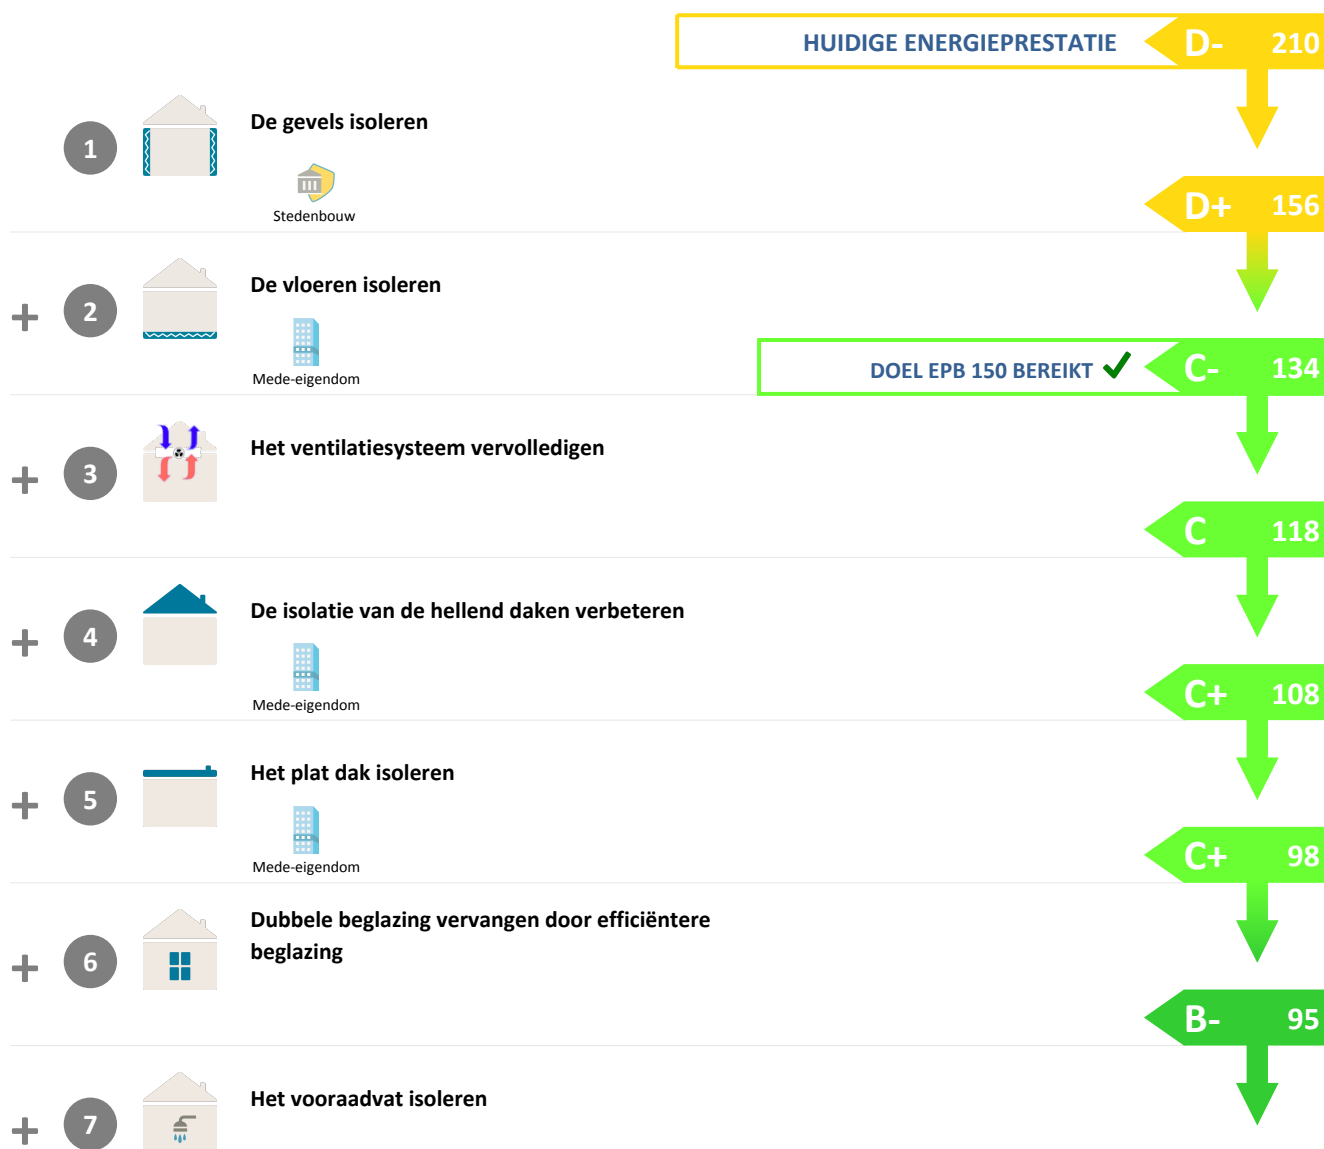 HUIDIGE ENERGIEPRESTATIE D- 210
1 De gevels isoleren
Stedenbouw
D+ 156
+ 2 De vloeren isoleren
Mede-eigendom
DOEL EPB 150 BEREIKT C- 134
+ 3 Het ventilatiesysteem vervolledigen
C 118
+ 4 De isolatie van de hellend daken verbeteren
Mede-eigendom
C+ 108
+ 5 Het plat dak isoleren
Mede-eigendom
C+ 98
+ 6 Dubbele beglazing vervangen door efficiëntere
beglazing
B- 95
+ 7 Het vooraadvat isoleren